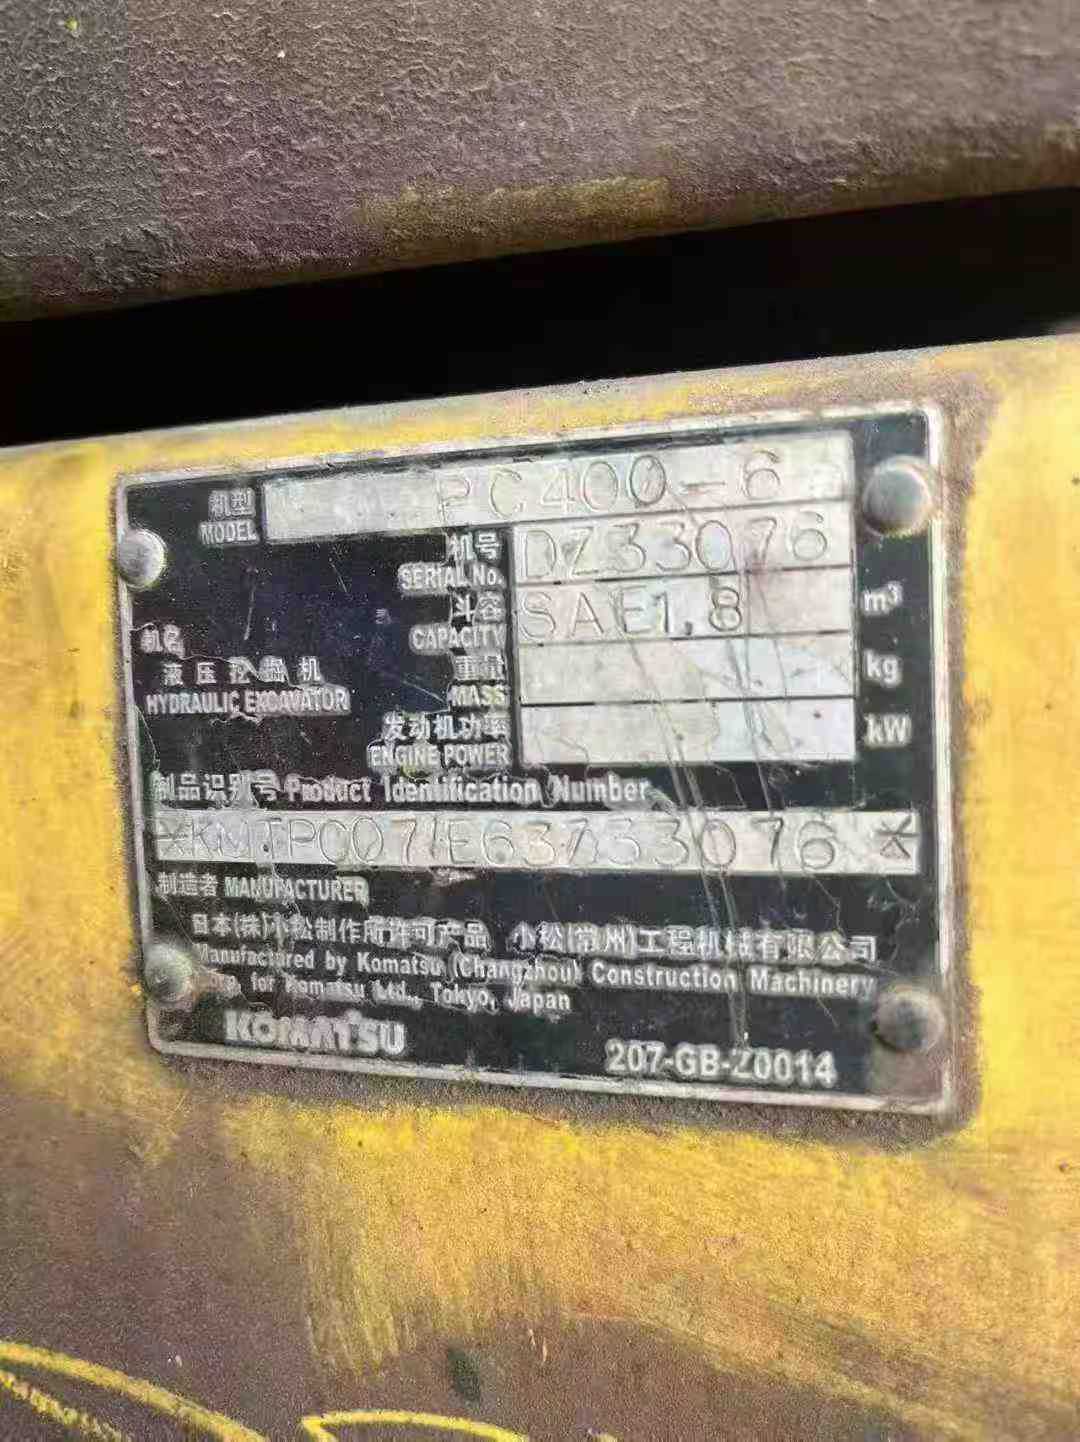 机型
MODEL PC400-6
机号
SERIAL No. DZ33076
斗容
CAPACITY SAE1.8 m³
机名
液压挖掘机
HYDRAULIC EXCAVATOR
重量
MASS kg
发动机功率
ENGINE POWER kW
制品识别号 Product Identification Number
制造者 MANUFACTURER
日本(株)小松制作所许可产品 小松(常州)工程机械有限公司
Manufactured by Komatsu (Changzhou) Construction Machinery
Corp. for Komatsu Ltd., Tokyo, Japan
KOMATSU
207-GB-Z0014